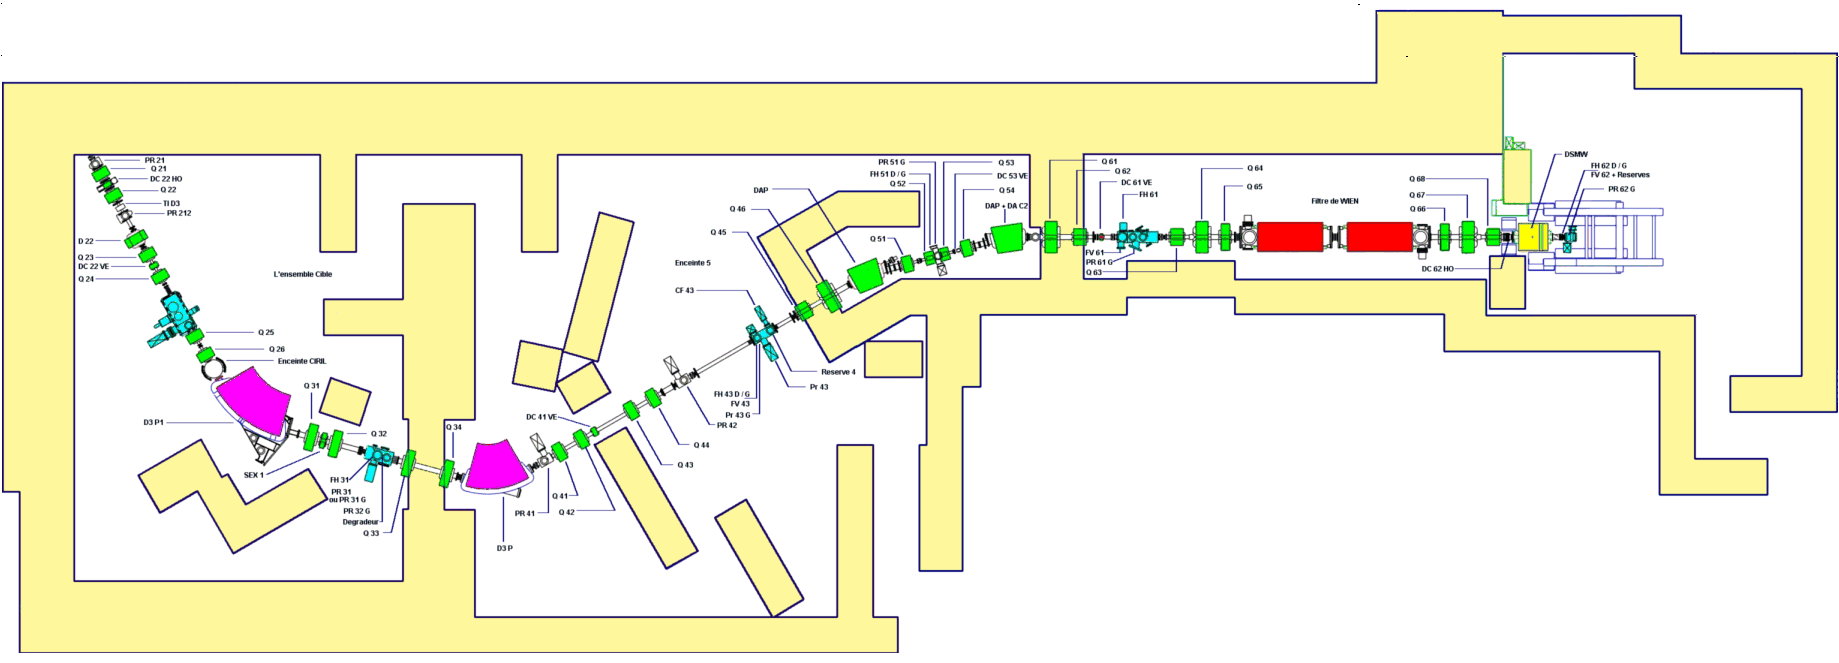 PR 21
Q 21
DC 22 HO
Q 22
TI D3
PR 212
D 22
Q 23
DC 22 VE
Q 24
L'ensemble Cible
Q 25
Q 26
Enceinte CIRIL
D3 P1
Q 31
Q 32
SEX 1
FH 31
PR 31
ou PR 31 G
PR 32 G
Degradeur
Q 33
Q 34
D3 P
PR 41
Q 41
Q 42
DC 41 VE
Q 43
Q 44
PR 42
FH 43 D / G
FV 43
Pr 43 G
Pr 43
Reserve 4
CF 43
Enceinte 5
Q 45
Q 46
DAP
Q 51
PR 51 G
FH 51 D / G
Q 52
Q 53
DC 53 VE
Q 54
DAP + DA C2
Q 61
Q 62
DC 61 VE
FH 61
FV 61
PR 61 G
Q 63
Q 64
Q 65
Filtre de WIEN
Q 68
Q 67
Q 66
DC 62 HO
DSMW
FH 62 D / G
FV 62 + Reserves
PR 62 G